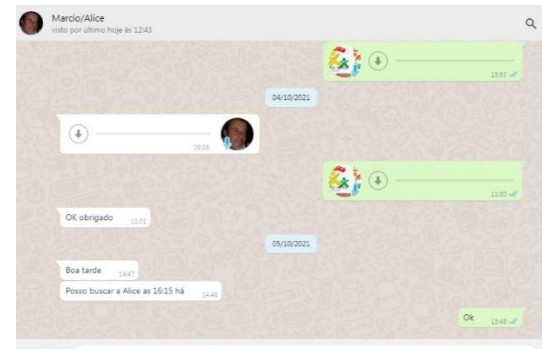 Marcio/Alice
visto por último hoje às 12:43
15:53
04/10/2021
09:38
11:00
OK obrigado 11:01
05/10/2021
Boa tarde 14:47
Posso buscar a Alice as 16:15 há 14:48
Ok 15:48